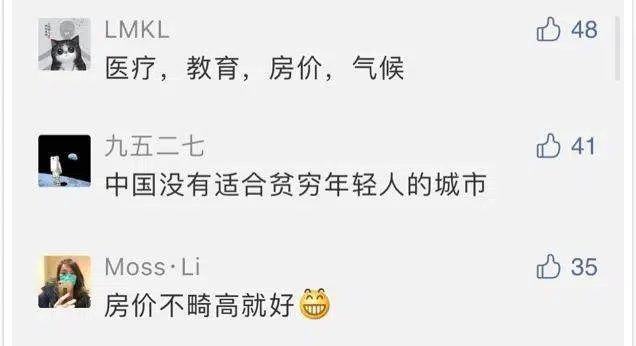 LMKL 48
医疗，教育，房价，气候
九五二七 41
中国没有适合贫穷年轻人的城市
Moss·Li 35
房价不畸高就好😁